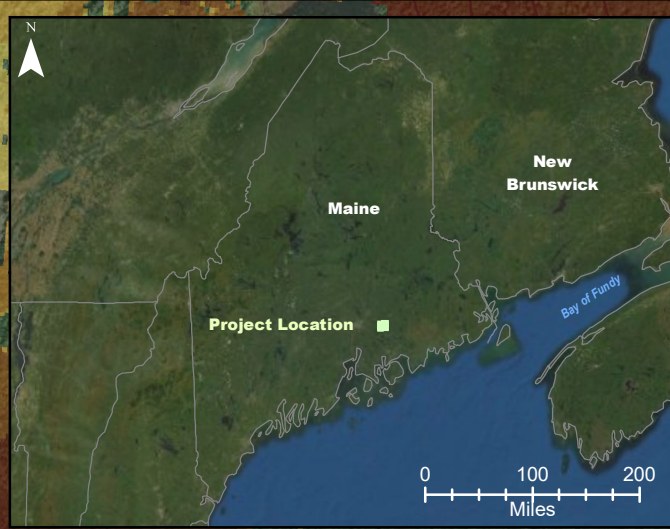 N
New
Brunswick
Maine
Bay of Fundy
Project Location
0 100 200
Miles